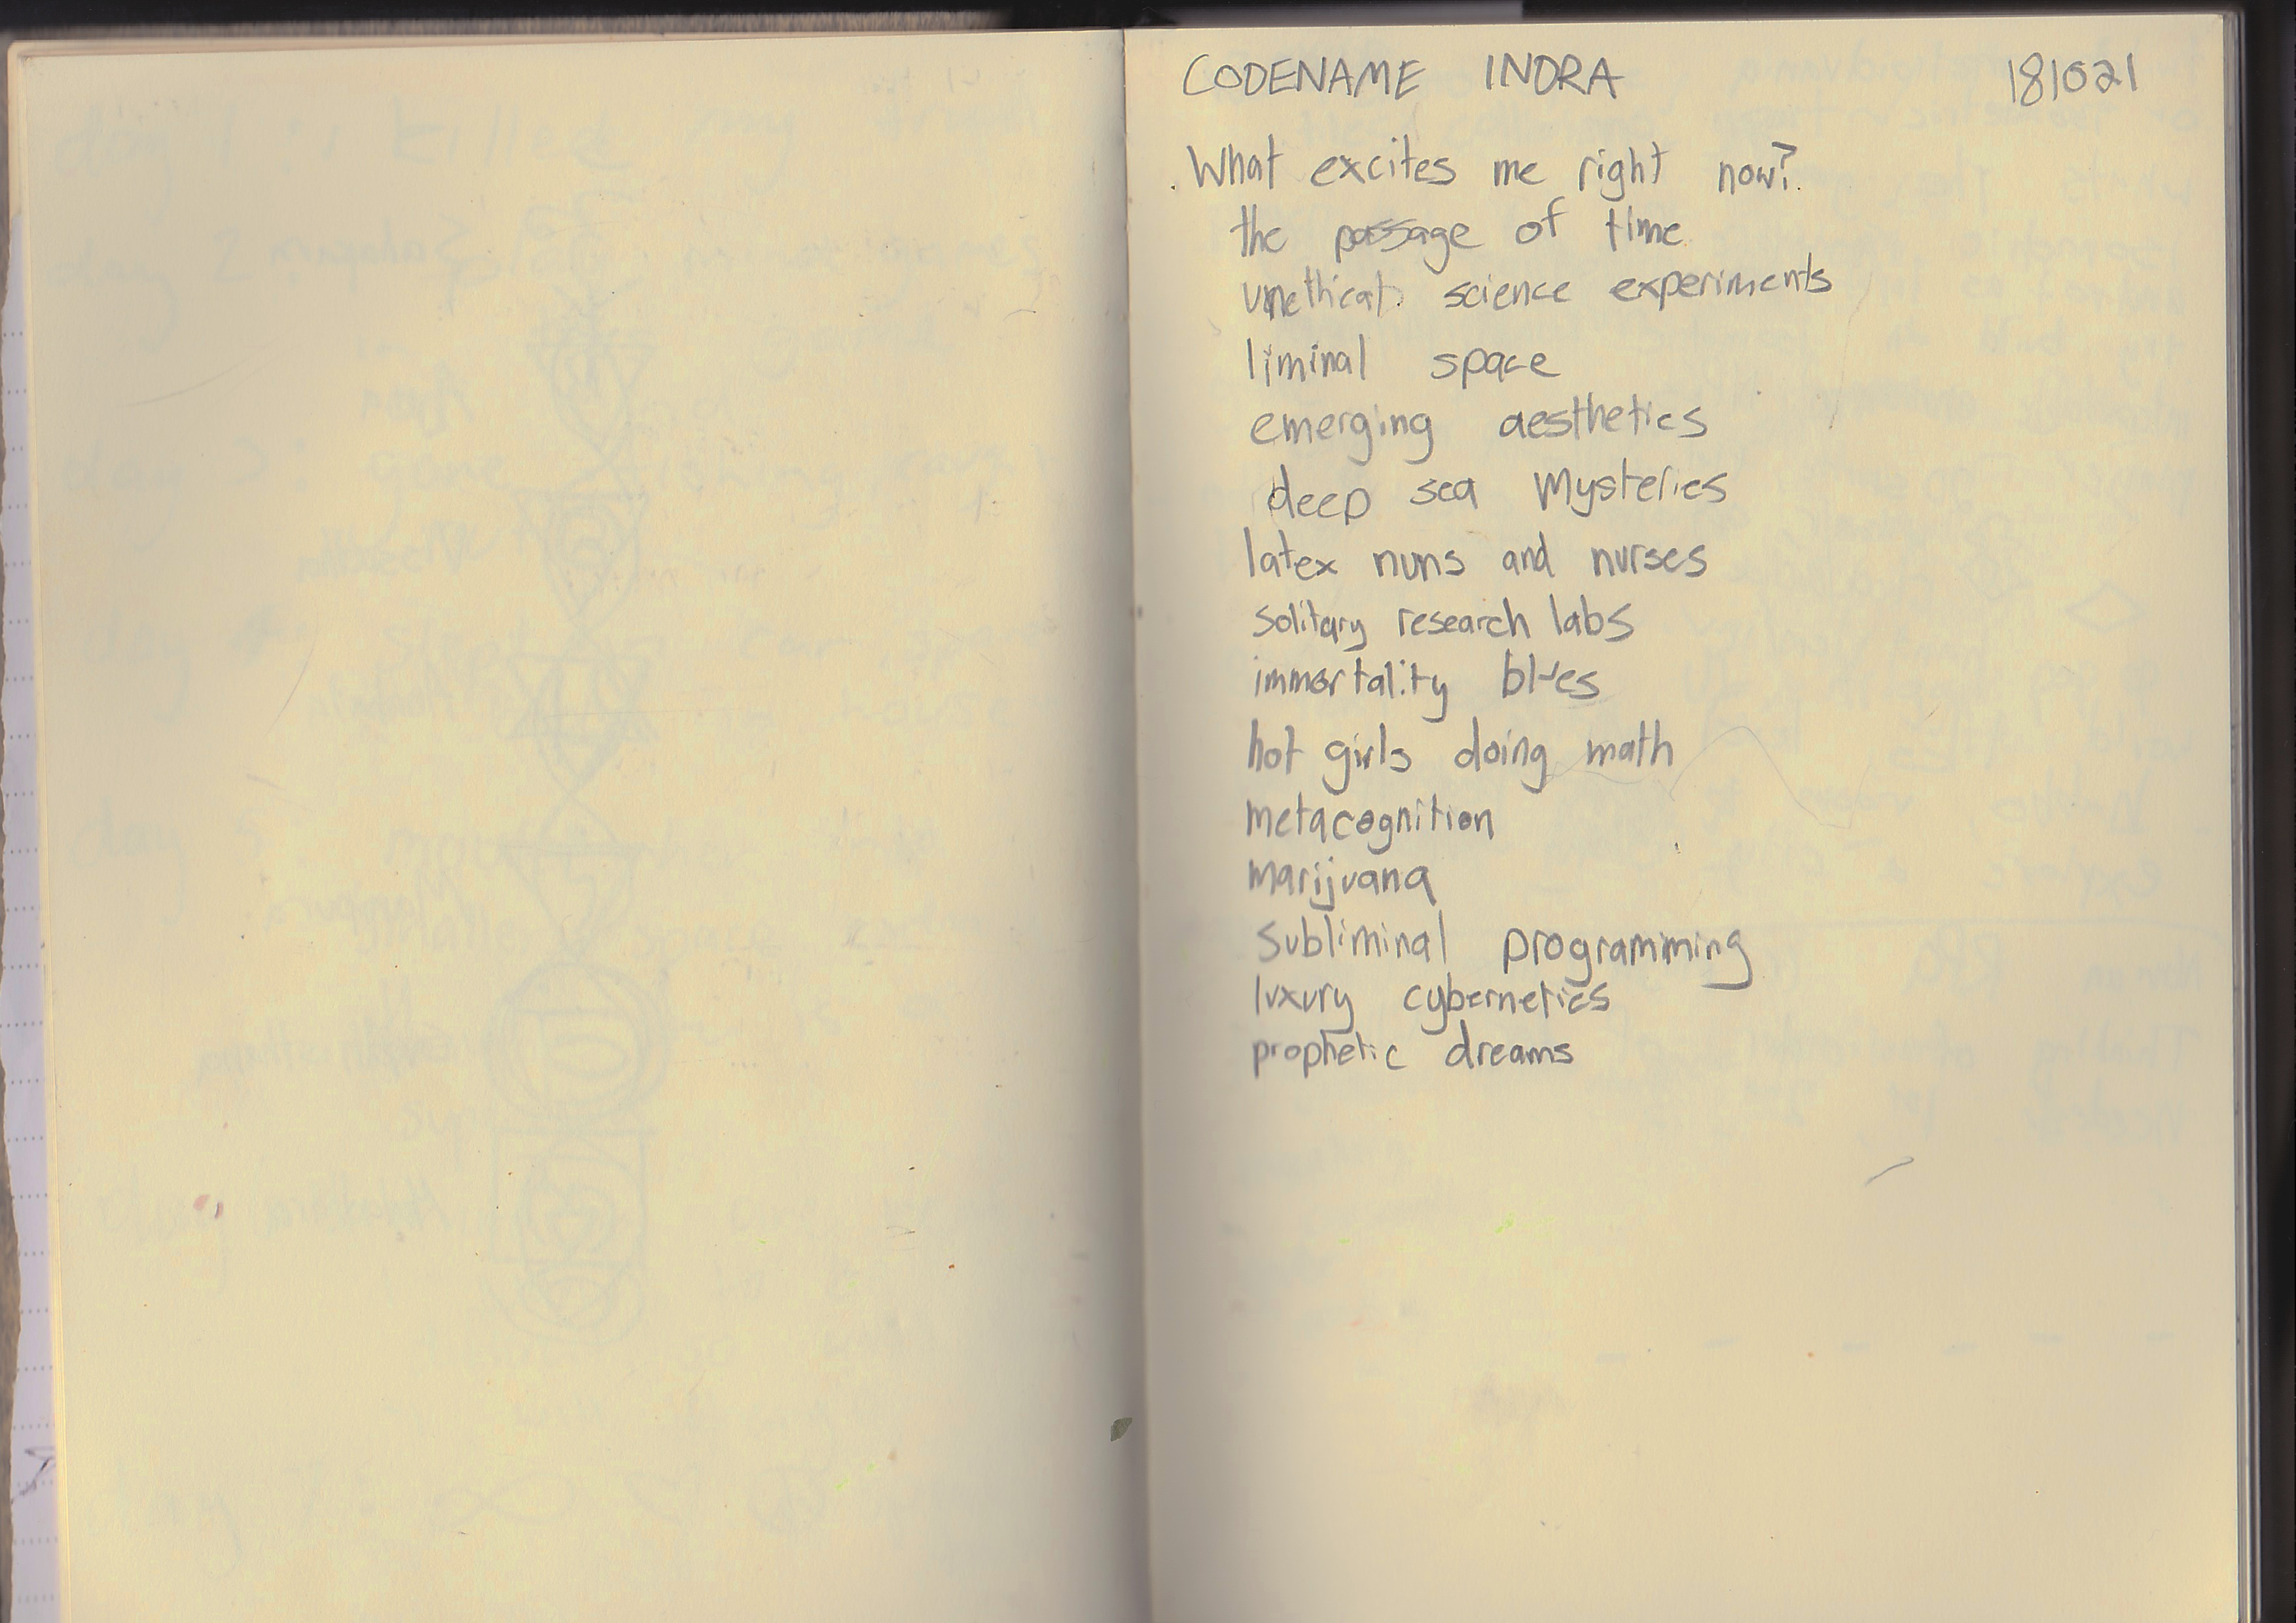 CODENAME INDRA 181021
. What excites me right now?
the passage of time
unethical science experiments
liminal space
emerging aesthetics
deep sea mysteries
latex nuns and nurses
solitary research labs
immortality blues
hot girls doing math
metacognition
marijuana
subliminal programming
luxury cybernetics
prophetic dreams